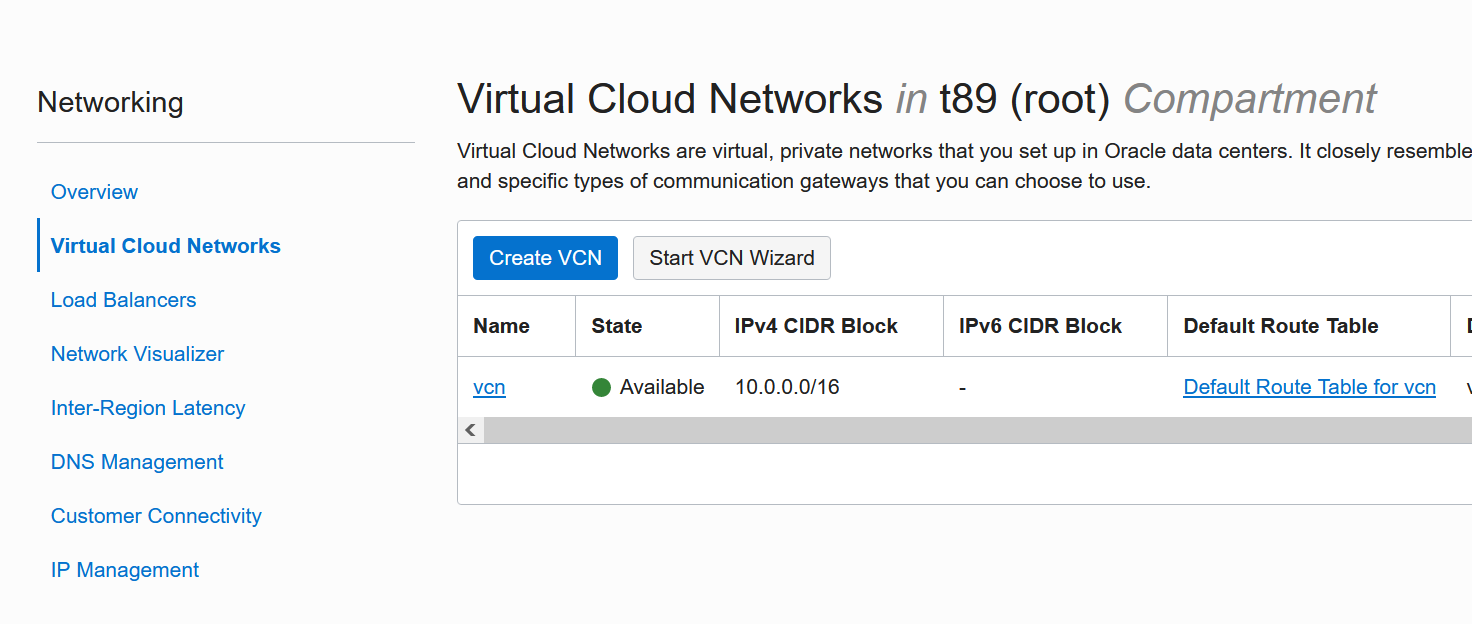 Networking
Overview
Virtual Cloud Networks
Load Balancers
Network Visualizer
Inter-Region Latency
DNS Management
Customer Connectivity
IP Management
Virtual Cloud Networks in t89 (root) Compartment
Virtual Cloud Networks are virtual, private networks that you set up in Oracle data centers. It closely resemble
and specific types of communication gateways that you can choose to use.
Create VCN Start VCN Wizard
Name State IPv4 CIDR Block IPv6 CIDR Block Default Route Table
vcn Available 10.0.0.0/16 - Default Route Table for vcn